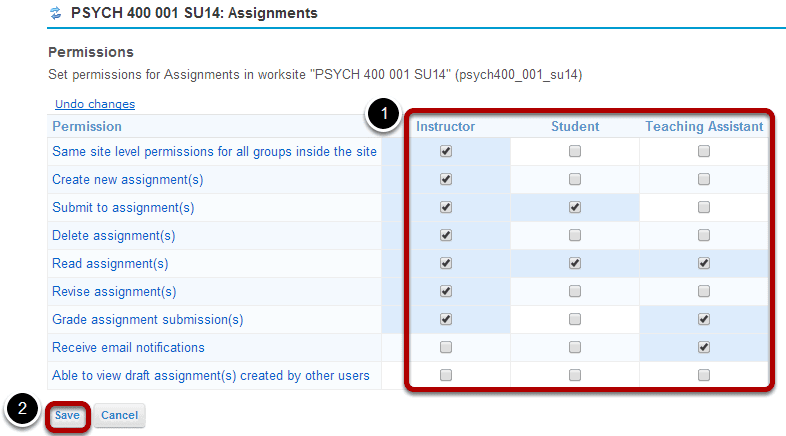 PSYCH 400 001 SU14: Assignments
Permissions
Set permissions for Assignments in worksite "PSYCH 400 001 SU14" (psych400_001_su14)
Undo changes
1
Permission Instructor Student Teaching Assistant
Same site level permissions for all groups inside the site
Create new assignment(s)
Submit to assignment(s)
Delete assignment(s)
Read assignment(s)
Revise assignment(s)
Grade assignment submission(s)
Receive email notifications
Able to view draft assignment(s) created by other users
2 Save Cancel